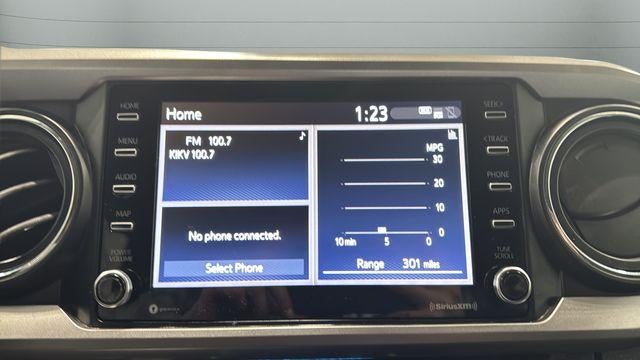 HOME
MENU
AUDIO
MAP
POWER
VOLUME
Home
1:23
FM 100.7
KIKV 100.7
No phone connected.
Select Phone
MPG
30
20
10
0
10 min 5 0
Range 301 miles
SEEK>
<TRACK
PHONE
APPS
TUNE
SCROLL
SiriusXM